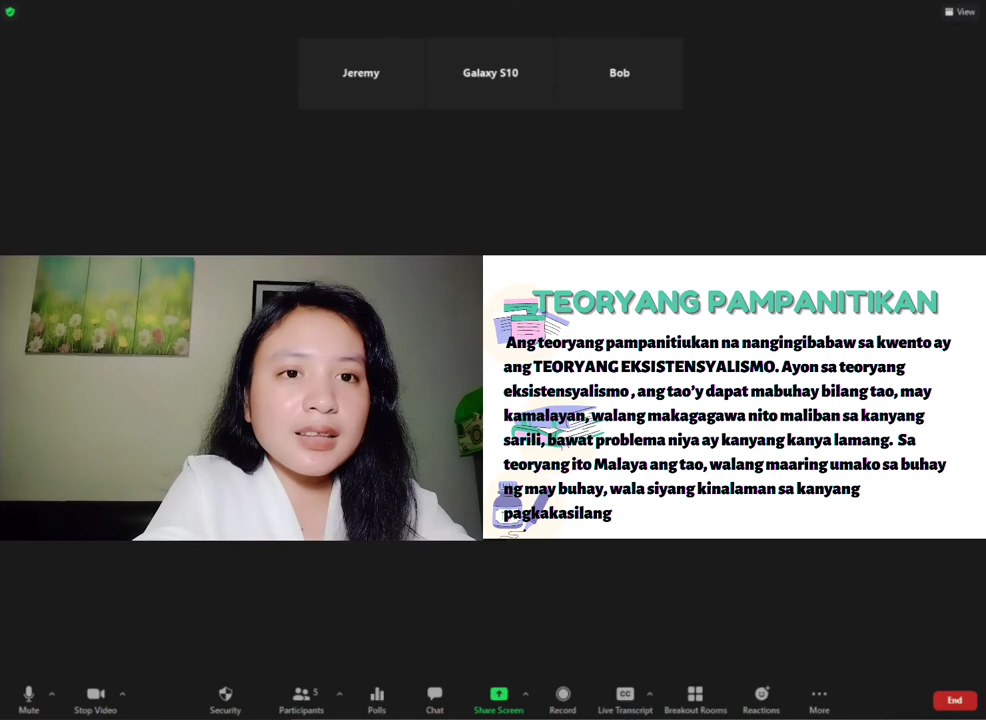 View
Jeremy
Galaxy S10
Bob
TEORYANG PAMPANITIKAN
Ang teoryang pampanitiukan na nangingibabaw sa kwento ay
ang TEORYANG EKSISTENSYALISMO. Ayon sa teoryang
eksistensyalismo , ang tao'y dapat mabuhay bilang tao, may
kamalayan, walang makagagawa nito maliban sa kanyang
sarili, bawat problema niya ay kanyang kanya lamang. Sa
teoryang ito Malaya ang tao, walang maaring umako sa buhay
ng may buhay, wala siyang kinalaman sa kanyang
pagkakasilang
Mute
Stop Video
Security
5
Participants
Polls
Chat
Share Screen
Record
CC
Live Transcript
Breakout Rooms
Reactions
More
End